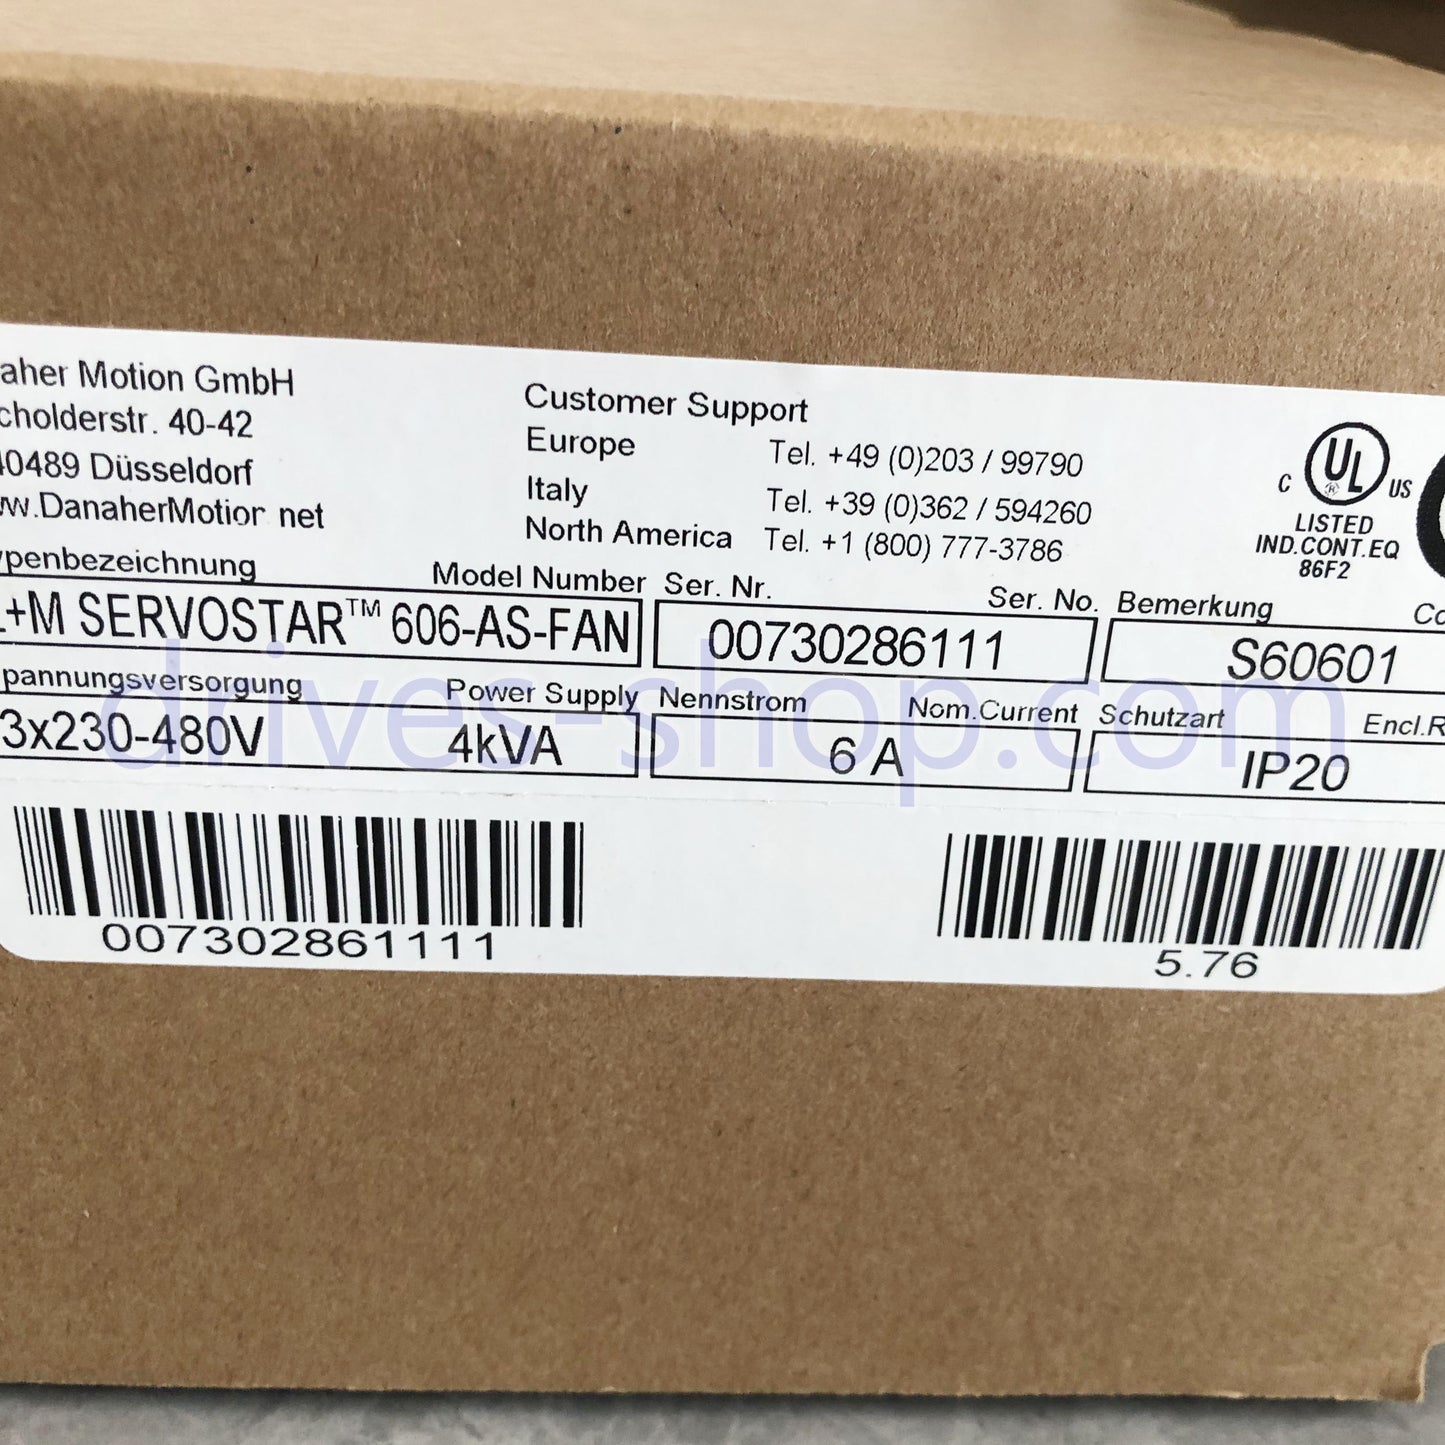 aher Motion GmbH
cholderstr. 40-42
40489 Düsseldorf
w.DanaherMotior net
Customer Support
Europe Tel. +49 (0)203 / 99790
Italy Tel. +39 (0)362 / 594260
North America Tel. +1 (800) 777-3786
C UL ® US
LISTED
IND.CONT.EQ
86F2
ypenbezeichnung Model Number Ser. Nr. Ser. No. Bemerkung Co
+M SERVOSTAR™ 606-AS-FAN 00730286111 S60601
pannungsversorgung Power Supply Nennstrom Nom.Current Schutzart Encl.R
3x230-480V 4kVA 6 A IP20
drives-shop.com
007302861111 5.76